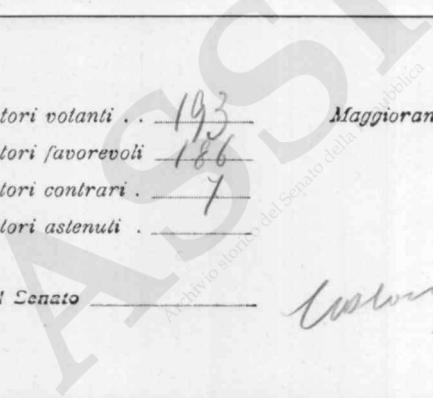 tori votanti . . 193 Maggioran
tori favorevoli 186
tori contrari . 7
tori astenuti .
l Senato
ASS
Archivio storico del Senato della Repubblica